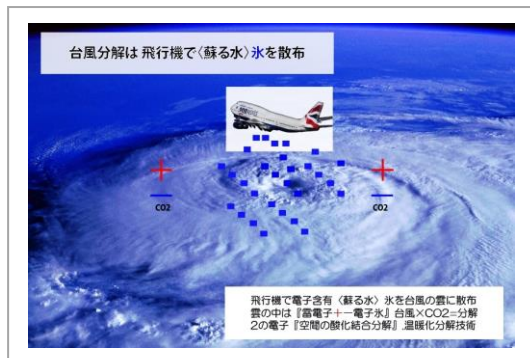 台風分解は 飛行機で〈蘇る水〉氷を散布
+
+
CO2
CO2
飛行機で電子含有〈蘇る水〉氷を台風の雲に散布
雲の中は『富電子+ー電子氷』台風×CO2=分解
2の電子『空間の酸化結合分解』.温暖化分解技術